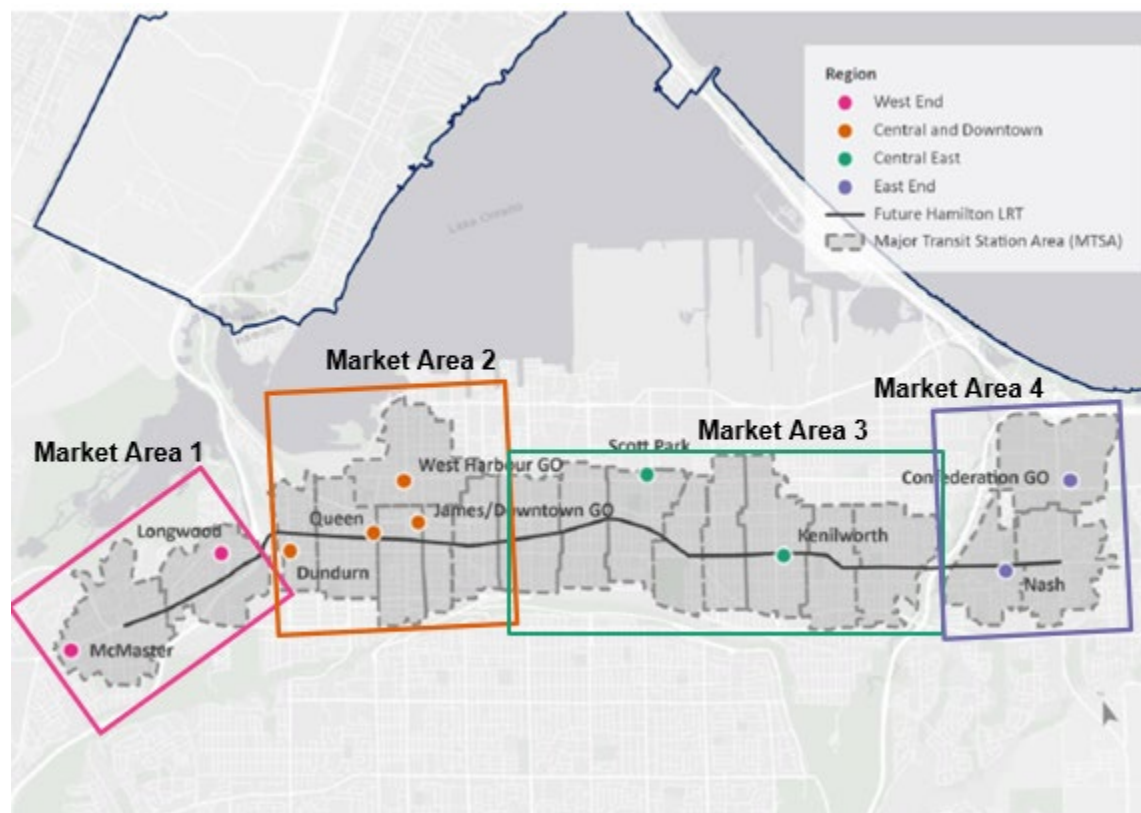 Region
West End
Central and Downtown
Central East
East End
Future Hamilton LRT
Major Transit Station Area (MTSA)
Lake Ontario
Market Area 2
Market Area 4
Market Area 3
Market Area 1
Scott Park
West Harbour GO
Confederation GO
Longwood
Queen
James/Downtown GO
Kenilworth
Dundurn
Nash
McMaster